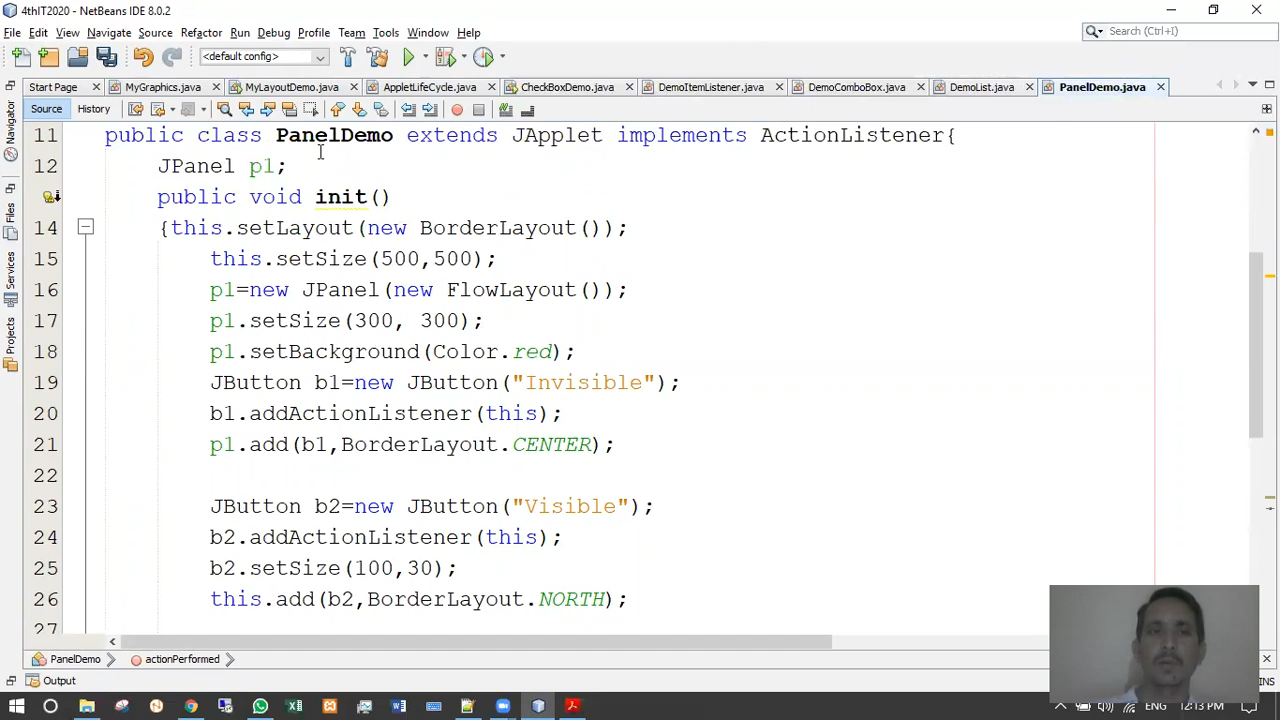 4thIT2020 - NetBeans IDE 8.0.2
File Edit View Navigate Source Refactor Run Debug Profile Team Tools Window Help
Search (Ctrl+I)
<default config>
Start Page MyGraphics.java MyLayoutDemo.java AppletLifeCycle.java CheckBoxDemo.java DemoItemListener.java DemoComboBox.java DemoList.java PanelDemo.java
Source History
Navigator
Files
Services
Projects
11 public class PanelDemo extends JApplet implements ActionListener{
12 JPanel p1;
public void init()
14 {this.setLayout(new BorderLayout());
15 this.setSize(500,500);
16 p1=new JPanel(new FlowLayout());
17 p1.setSize(300, 300);
18 p1.setBackground(Color.red);
19 JButton b1=new JButton("Invisible");
20 b1.addActionListener(this);
21 p1.add(b1,BorderLayout.CENTER);
22
23 JButton b2=new JButton("Visible");
24 b2.addActionListener(this);
25 b2.setSize(100,30);
26 this.add(b2,BorderLayout.NORTH);
27
PanelDemo actionPerformed
Output
INS
ENG 12:13 PM